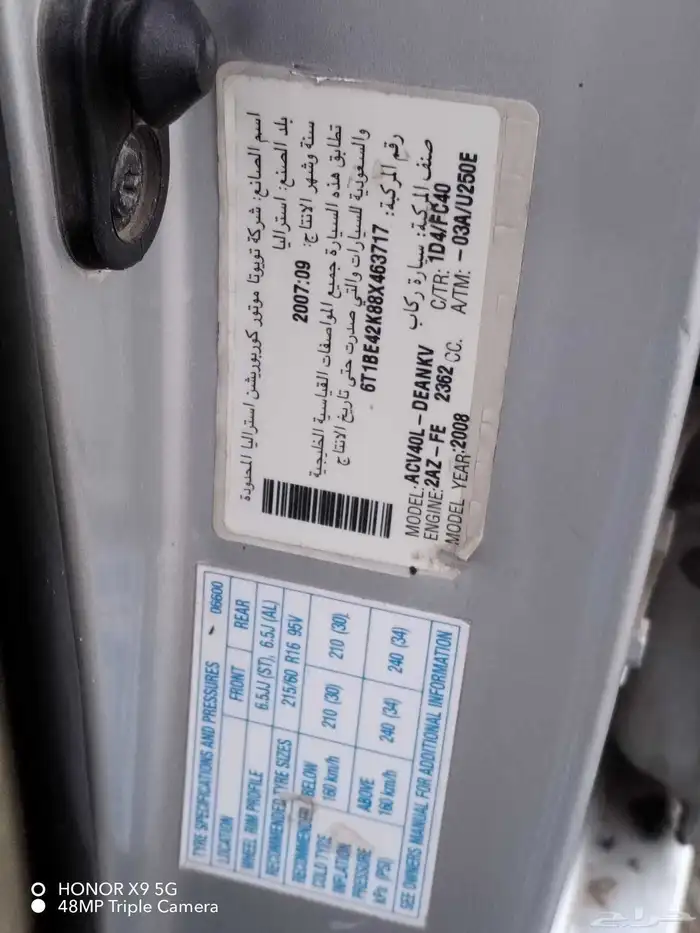 اسم الصانع: شركة تويوتا موتور كوربوريشن استراليا المحدودة
بلد الصنع: استراليا
سنة وشهر الانتاج: 2007:09
تطابق هذه السيارة جميع المواصفات القياسية الخليجية
والسعودية للسيارات والتي صدرت حتى تاريخ الانتاج
رقم المركبة: 6T1BE42K88X463717
صنف المركبة: سيارة ركاب
MODEL:ACV40L-DEANKV C/TR: 1D4/FC40
ENGINE:2AZ-FE 2362 CC. A/TM: -03A/U250E
MODEL YEAR:2008
TYRE SPECIFICATIONS AND PRESSURES 06600
LOCATION FRONT REAR
WHEEL RIM PROFILE 6.5JJ (ST), 6.5J (AL)
RECOMMENDED TYRE SIZES 215/60 R16 95V
RECOMMENDED COLD TYRE INFLATION PRESSURE kPa (PSI)
BELOW 160 km/h 210 (30) 210 (30)
ABOVE 160 km/h 240 (34) 240 (34)
SEE OWNERS MANUAL FOR ADDITIONAL INFORMATION
HONOR X9 5G
48MP Triple Camera
حراج